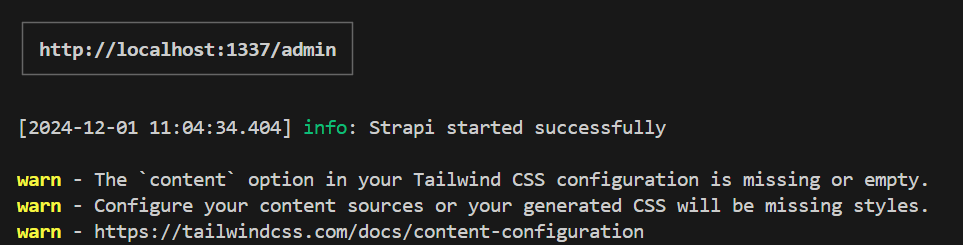 http://localhost:1337/admin
[2024-12-01 11:04:34.404] info: Strapi started successfully
warn - The `content` option in your Tailwind CSS configuration is missing or empty.
warn - Configure your content sources or your generated CSS will be missing styles.
warn - https://tailwindcss.com/docs/content-configuration